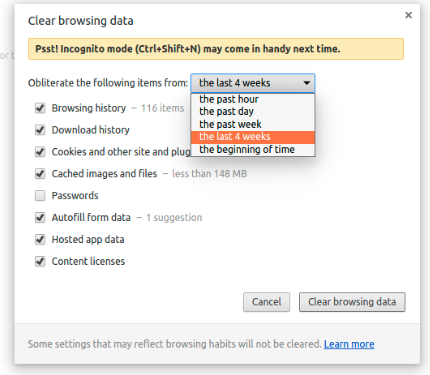 Clear browsing data
×
Psst! Incognito mode (Ctrl+Shift+N) may come in handy next time.
Obliterate the following items from: the last 4 weeks
the past hour
the past day
the past week
the last 4 weeks
the beginning of time
Browsing history – 116 items
Download history
Cookies and other site and plug
Cached images and files – less than 148 MB
Passwords
Autofill form data – 1 suggestion
Hosted app data
Content licenses
Cancel Clear browsing data
Some settings that may reflect browsing habits will not be cleared. Learn more